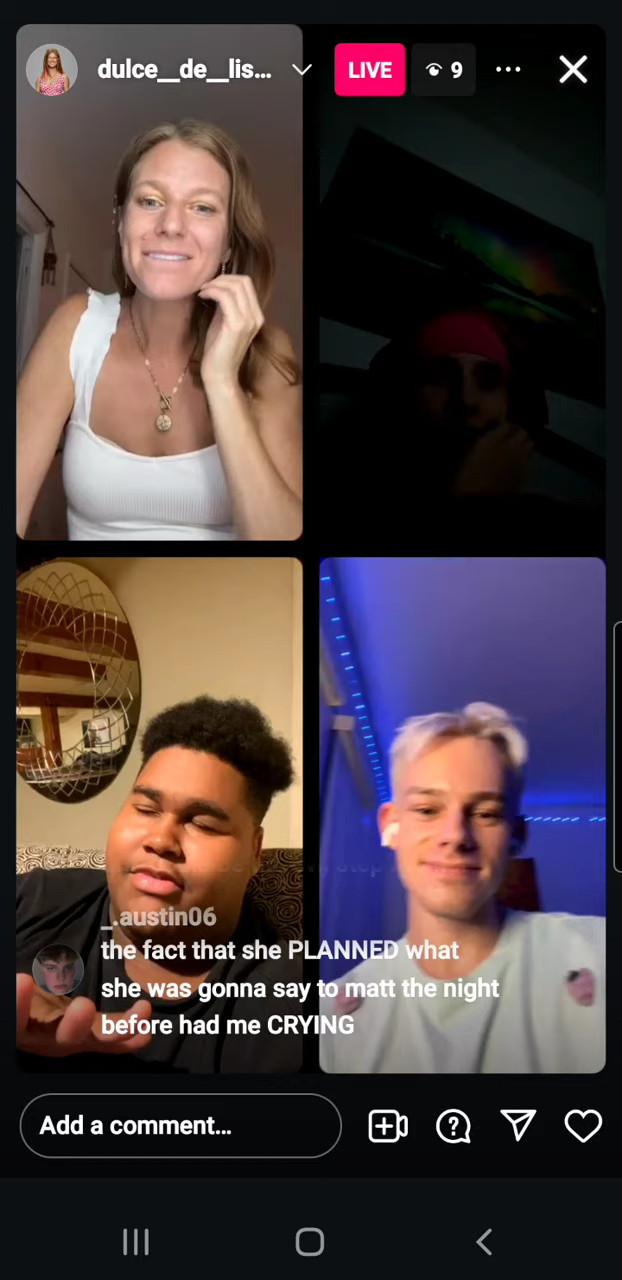 dulce__de__lis...
LIVE
9
_.austin06
the fact that she PLANNED what
she was gonna say to matt the night
before had me CRYING
Add a comment...